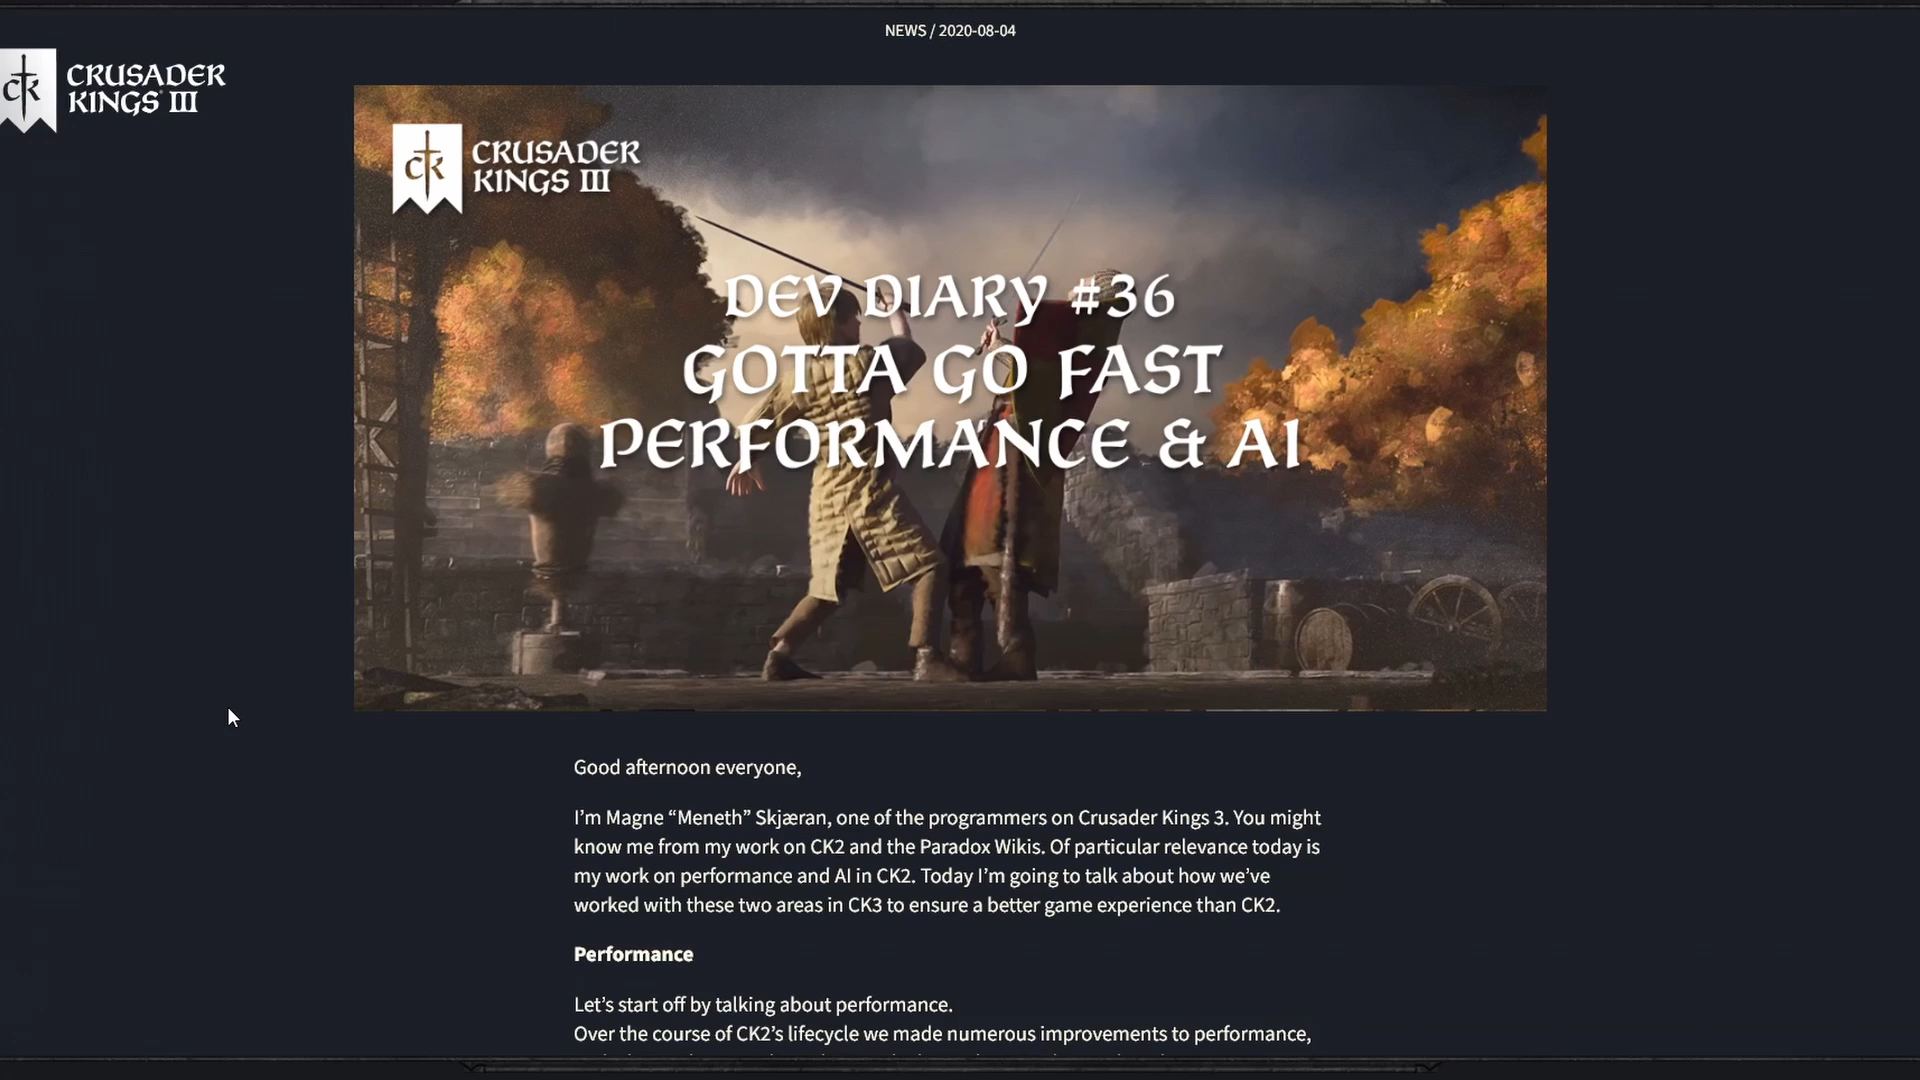 NEWS / 2020-08-04
ck
CRUSADER
KINGS III
ck
CRUSADER
KINGS III
DEV DIARY #36
GOTTA GO FAST
PERFORMANCE & AI
Good afternoon everyone,
I’m Magne “Meneth” Skjæran, one of the programmers on Crusader Kings 3. You might
know me from my work on CK2 and the Paradox Wikis. Of particular relevance today is
my work on performance and AI in CK2. Today I’m going to talk about how we’ve
worked with these two areas in CK3 to ensure a better game experience than CK2.
Performance
Let’s start off by talking about performance.
Over the course of CK2’s lifecycle we made numerous improvements to performance,